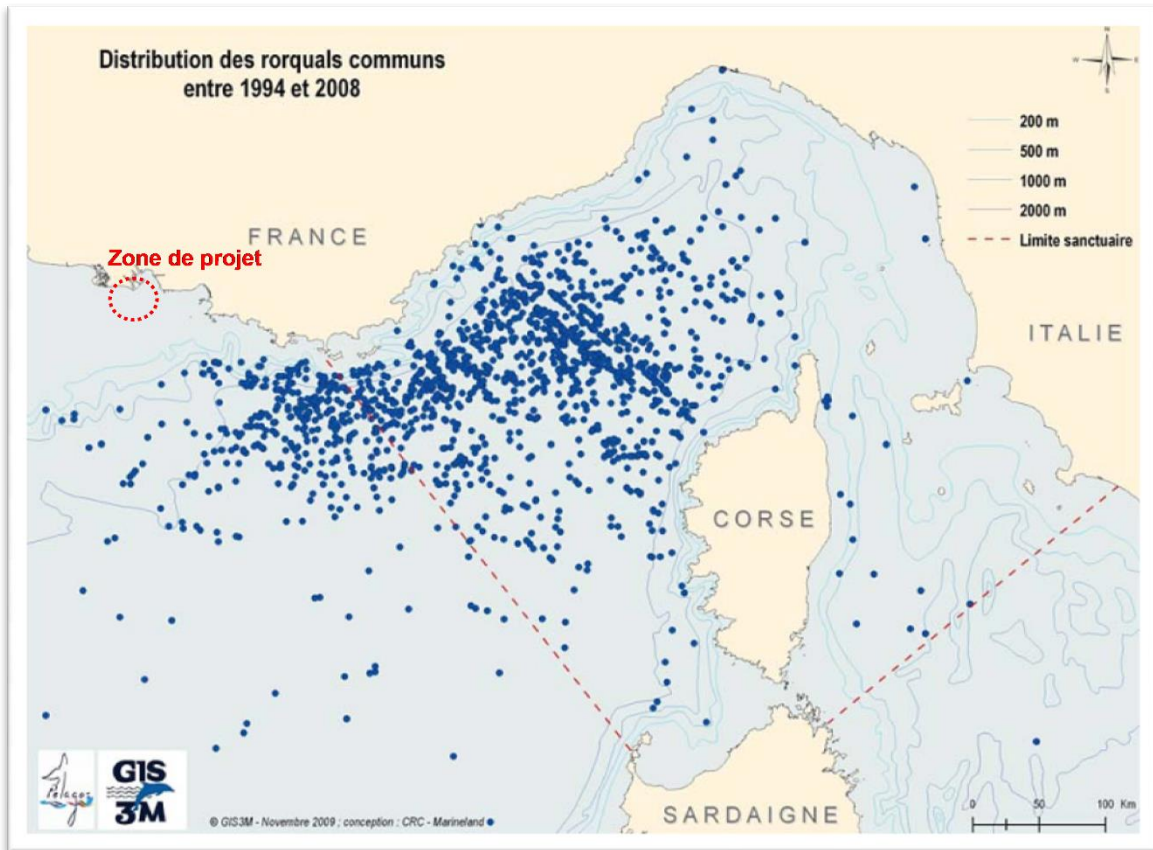 Distribution des rorquals communs
entre 1994 et 2008
N
W
E
S
200 m
500 m
1000 m
2000 m
Limite sanctuaire
FRANCE
Zone de projet
ITALIE
CORSE
SARDAIGNE
0 50 100 Km
Pelagos
GIS
3M
© GIS3M - Novembre 2009 ; conception : CRC - Marineland